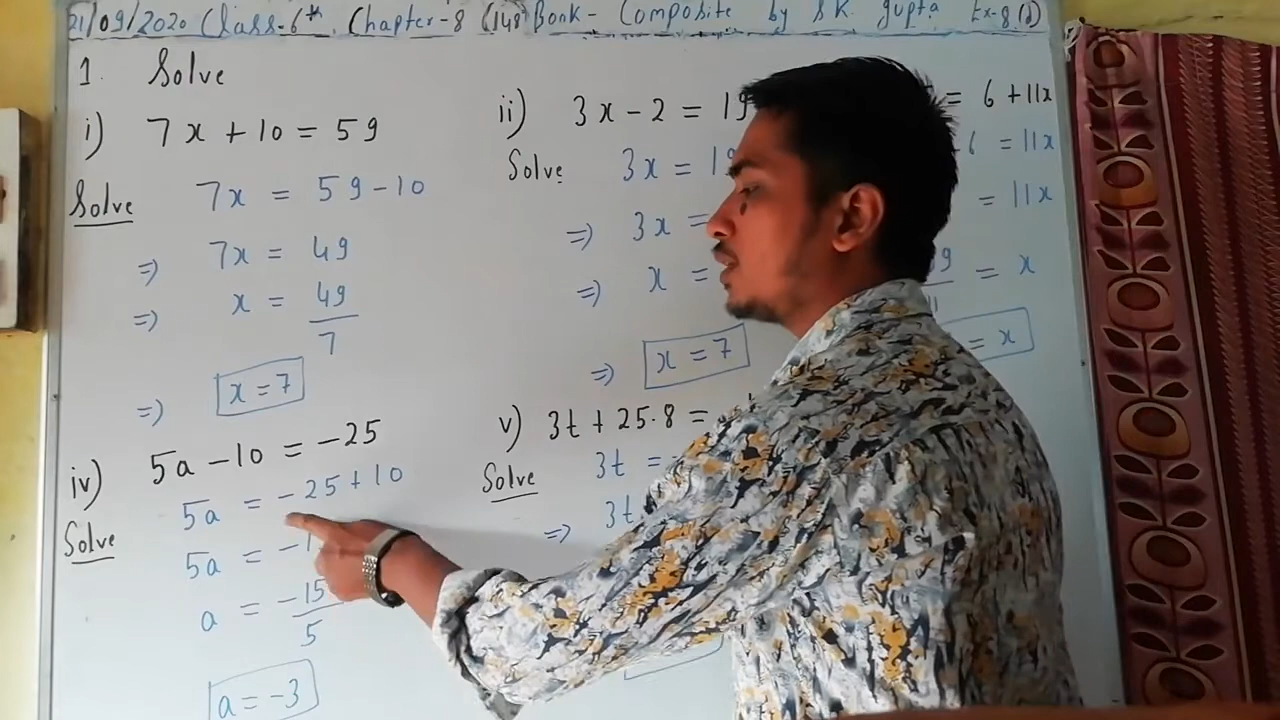 21/09/2020 Class-6th Chapter-8 (148) Book- Composite by S.K. Gupta Ex-8(B)
1. Solve
i) 7x + 10 = 59
Solve 7x = 59 - 10
=> 7x = 49
=> x = 49/7
=> x = 7
ii) 3x - 2 = 19
Solve 3x = 19
=> 3x =
=> x =
=> x = 7
= 6 + 11x
6 = 11x
= 11x
= x
= x
iv) 5a - 10 = -25
Solve 5a = -25 + 10
5a = -1
a = -15/5
a = -3
v) 3t + 25.8 =
Solve 3t =
=> 3t